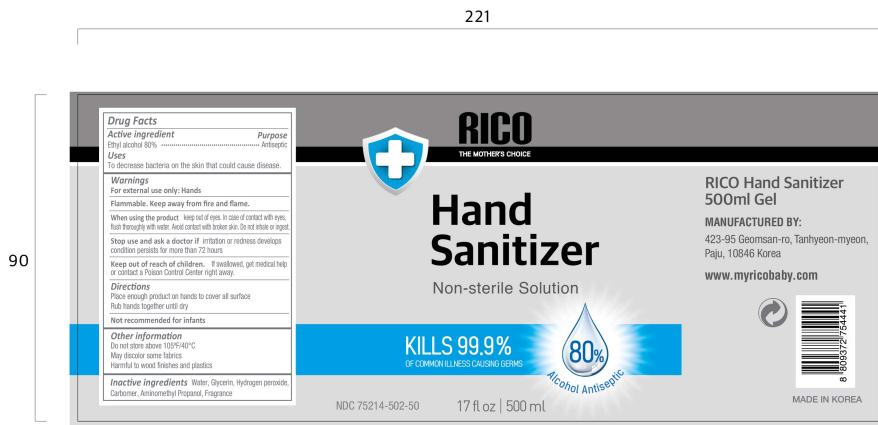 221
90
Drug Facts
Active ingredient Purpose
Ethyl alcohol 80% Antiseptic
Uses
To decrease bacteria on the skin that could cause disease.
Warnings
For external use only: Hands
Flammable. Keep away from fire and flame.
When using the product keep out of eyes. In case of contact with eyes,
flush thoroughly with water. Avoid contact with broken skin. Do not inhale or ingest.
Stop use and ask a doctor if irritation or redness develops
condition persists for more than 72 hours
Keep out of reach of children. If swallowed, get medical help
or contact a Poison Control Center right away.
Directions
Place enough product on hands to cover all surface
Rub hands together until dry
Not recommended for infants
Other information
Do not store above 105ºF/40°C
May discolor some fabrics
Harmful to wood finishes and plastics
Inactive ingredients Water, Glycerin, Hydrogen peroxide,
Carbomer, Aminomethyl Propanol, Fragrance
RICO
THE MOTHER'S CHOICE
Hand
Sanitizer
Non-sterile Solution
KILLS 99.9%
OF COMMON ILLNESS CAUSING GERMS
80%
Alcohol Antiseptic
NDC 75214-502-50
17 fl oz | 500 ml
RICO Hand Sanitizer
500ml Gel
MANUFACTURED BY:
423-95 Geomsan-ro, Tanhyeon-myeon,
Paju, 10846 Korea
www.myricobaby.com
8 809372 754441
MADE IN KOREA